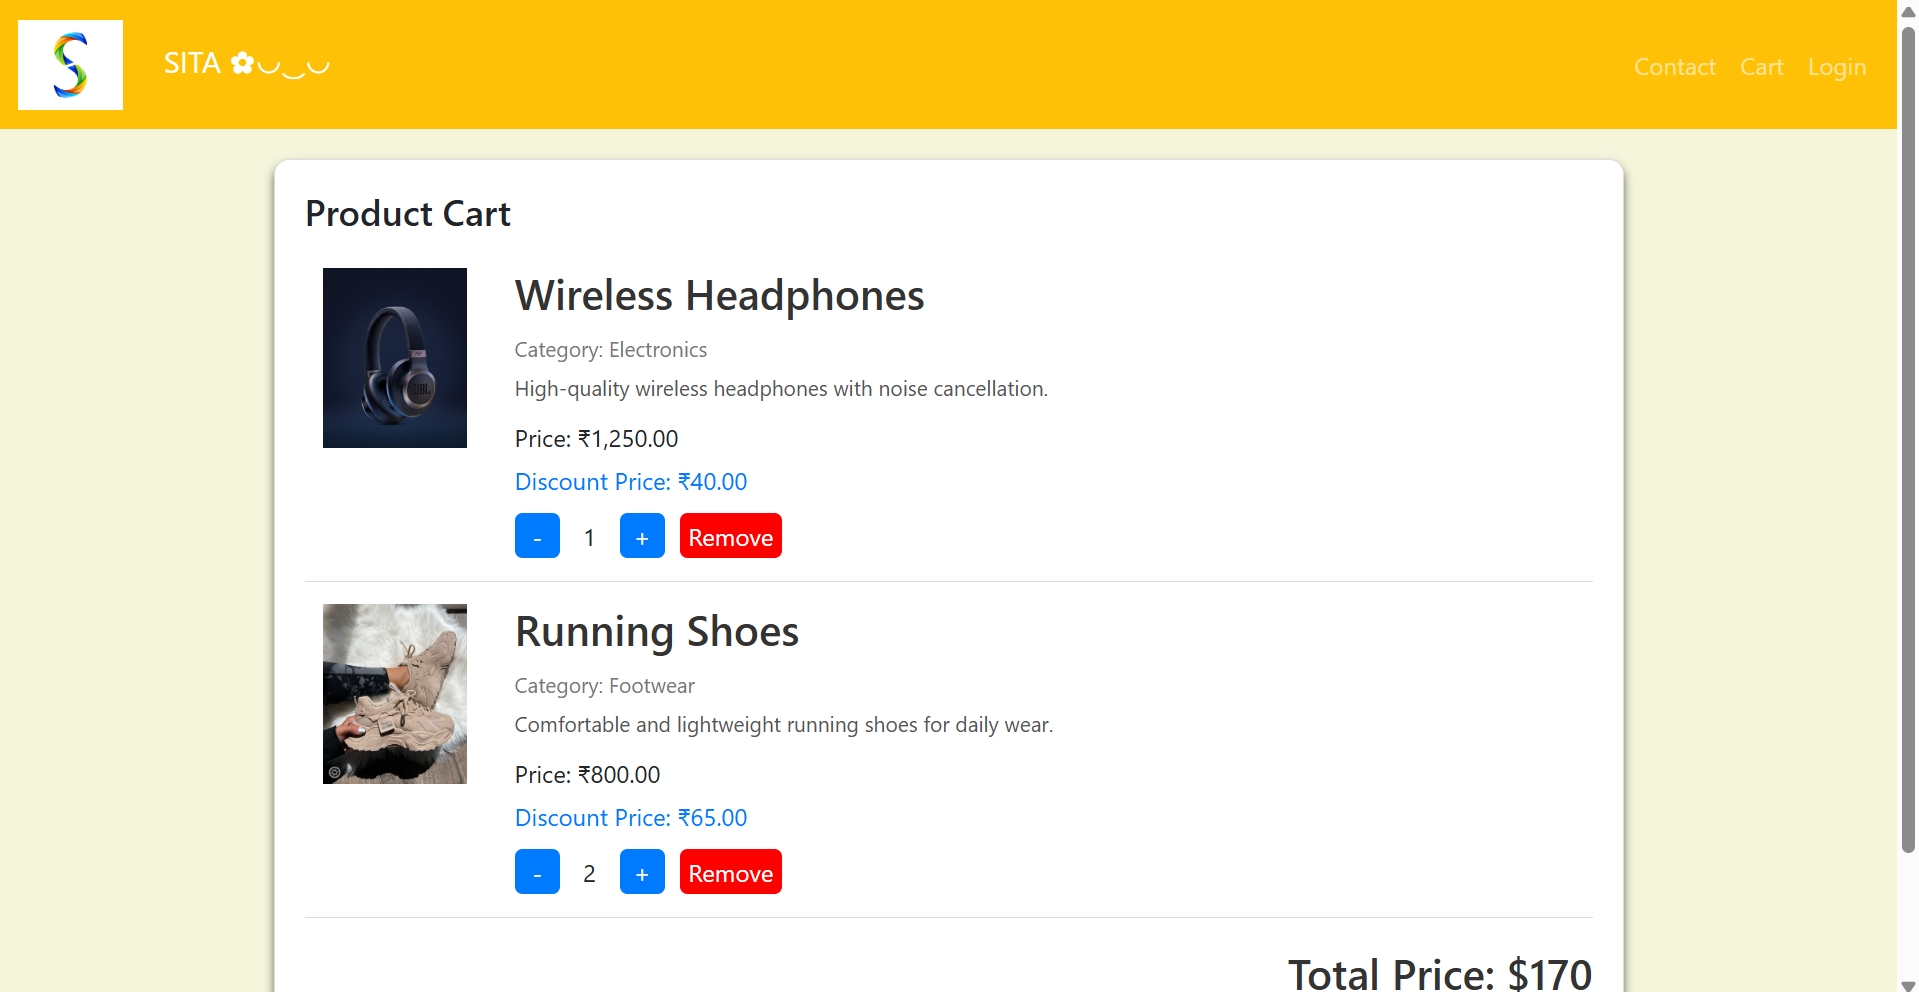 SITA ✿◡‿◡
Contact Cart Login
Product Cart
Wireless Headphones
Category: Electronics
High-quality wireless headphones with noise cancellation.
Price: ₹1,250.00
Discount Price: ₹40.00
- 1 + Remove
JBL
Running Shoes
Category: Footwear
Comfortable and lightweight running shoes for daily wear.
Price: ₹800.00
Discount Price: ₹65.00
- 2 + Remove
Total Price: $170